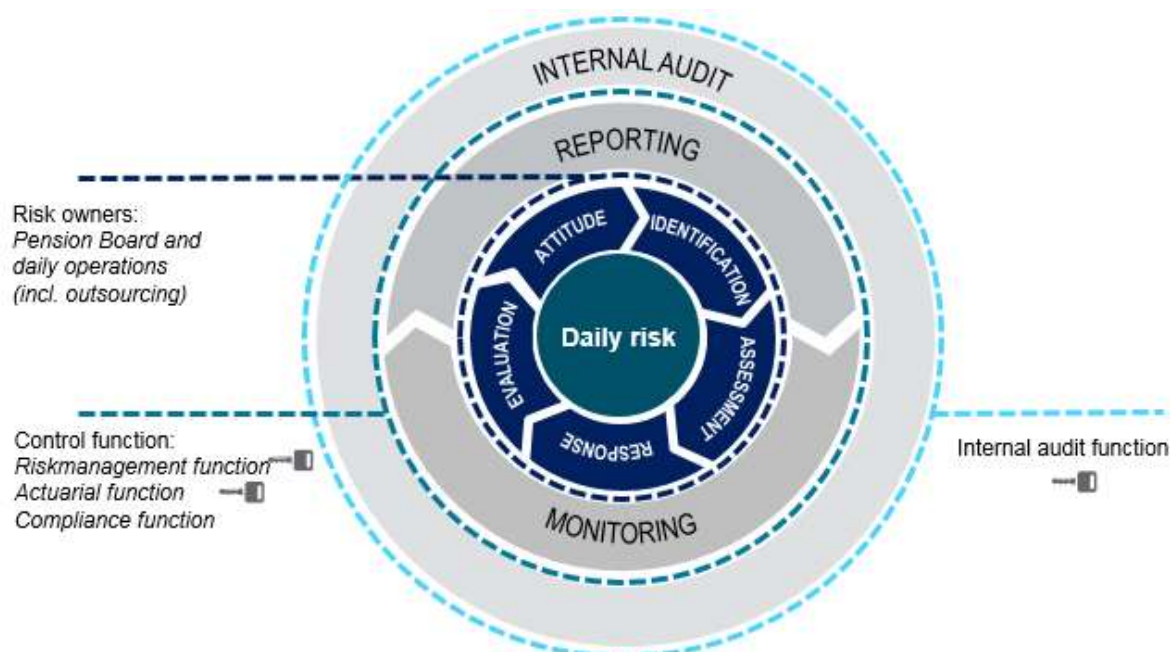 INTERNAL AUDIT
REPORTING
ATTITUDE
IDENTIFICATION
ASSESSMENT
RESPONSE
EVALUATION
Daily risk
MONITORING
Risk owners:
Pension Board and
daily operations
(incl. outsourcing)
Control function:
Riskmanagement function
Actuarial function
Compliance function
Internal audit function